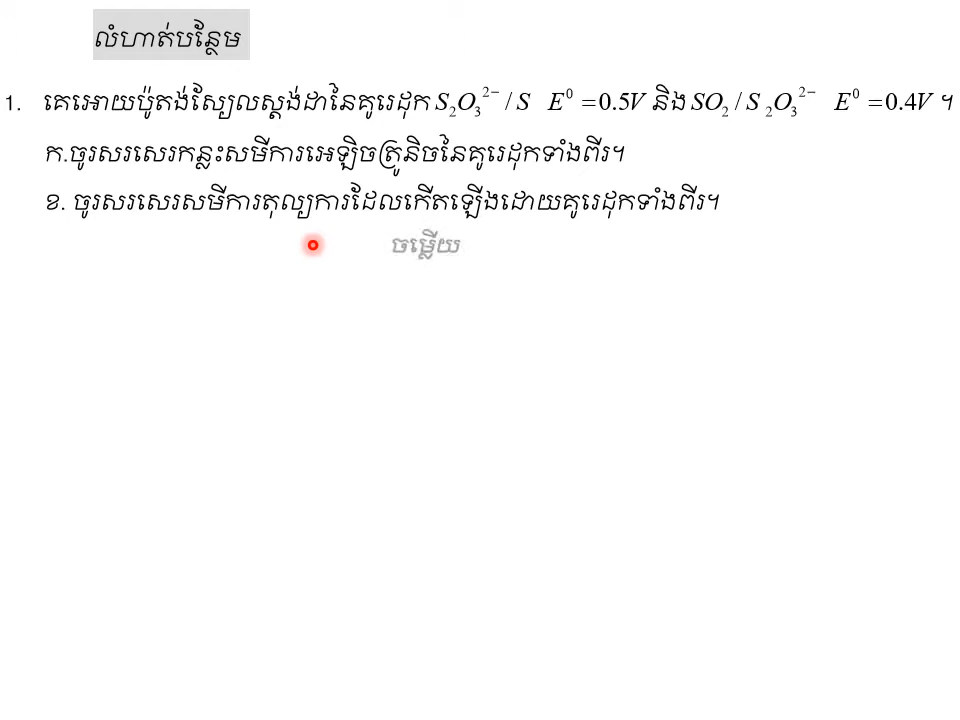 លំហាត់បន្ថែម
1. គេអោយប៉ូតង់ស្យែលស្តង់ដានៃគូរេដុក S₂O₃²⁻ / S E⁰ =0.5V និង SO₂ / S ₂O₃²⁻ E⁰ =0.4V ។
ក.ចូរសរសេរកន្លះសមីការអេឡិចត្រូនិចនៃគូរេដុកទាំងពីរ។
ខ. ចូរសរសេរសមីការតុល្យការដែលកើតឡើងដោយគូរេដុកទាំងពីរ។
ចម្លើយ